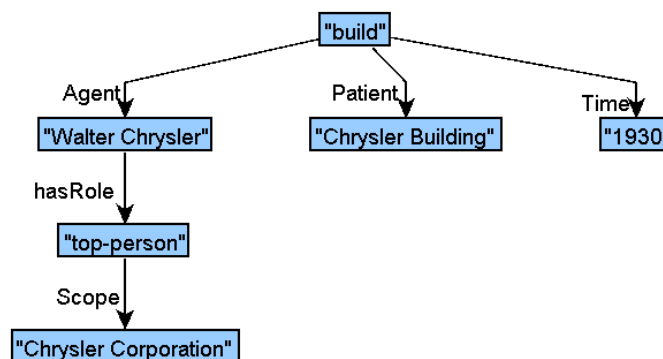 "build"
Agent
Patient
Time
"Walter Chrysler"
"Chrysler Building"
"1930
hasRole
"top-person"
Scope
"Chrysler Corporation"